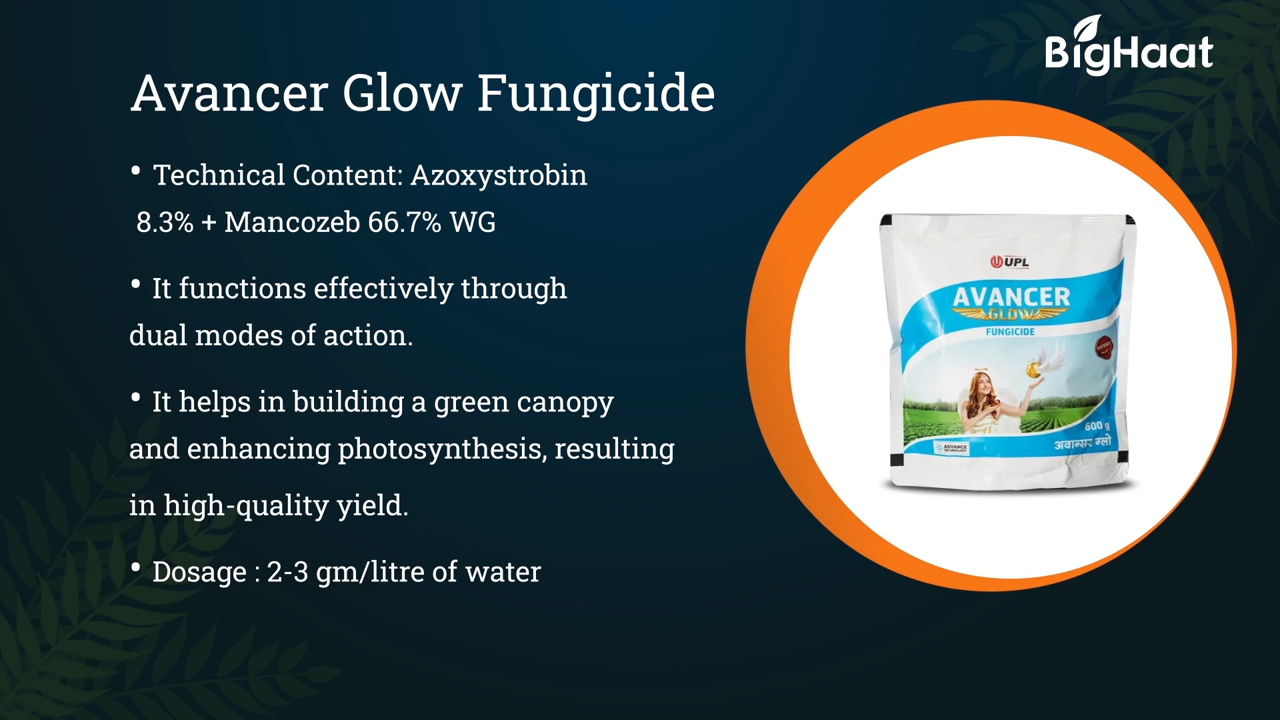 BigHaat
Avancer Glow Fungicide
• Technical Content: Azoxystrobin
8.3% + Mancozeb 66.7% WG
• It functions effectively through
dual modes of action.
• It helps in building a green canopy
and enhancing photosynthesis, resulting
in high-quality yield.
• Dosage : 2-3 gm/litre of water
UPL
AVANCER
GLOW
FUNGICIDE
600 g
अवान्सर ग्लो
ADVANCE
TECHNOLOGY